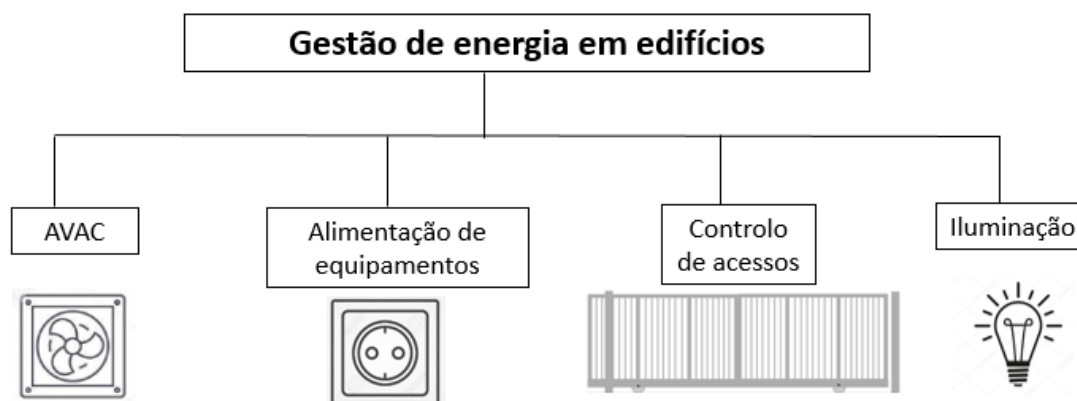 Gestão de energia em edifícios
AVAC
Alimentação de
equipamentos
Controlo
de acessos
Iluminação